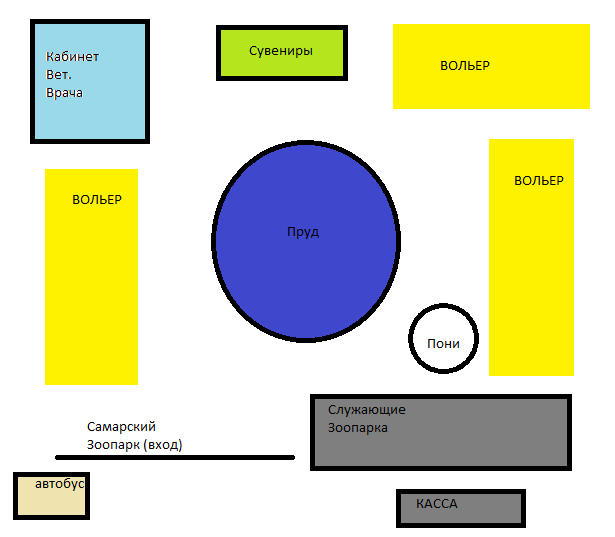 Кабинет
Вет.
Врача
Сувениры
ВОЛЬЕР
ВОЛЬЕР
ВОЛЬЕР
Пруд
Пони
Служающие
Зоопарка
Самарский
Зоопарк (вход)
автобус
КАССА